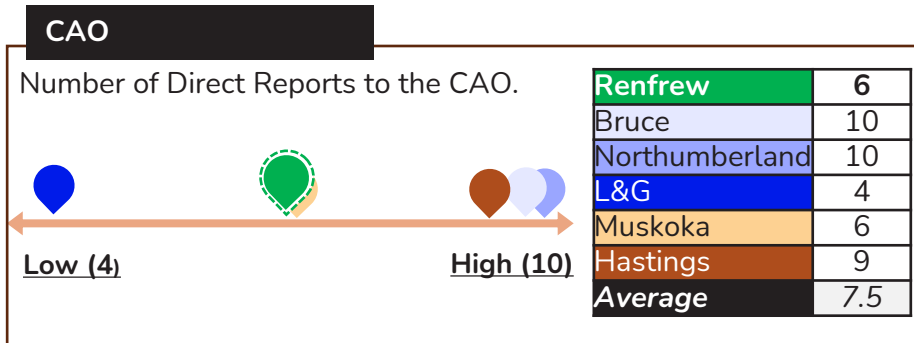 CAO
Number of Direct Reports to the CAO.
Low (4)
High (10)
Renfrew 6
Bruce 10
Northumberland 10
L&G 4
Muskoka 6
Hastings 9
Average 7.5